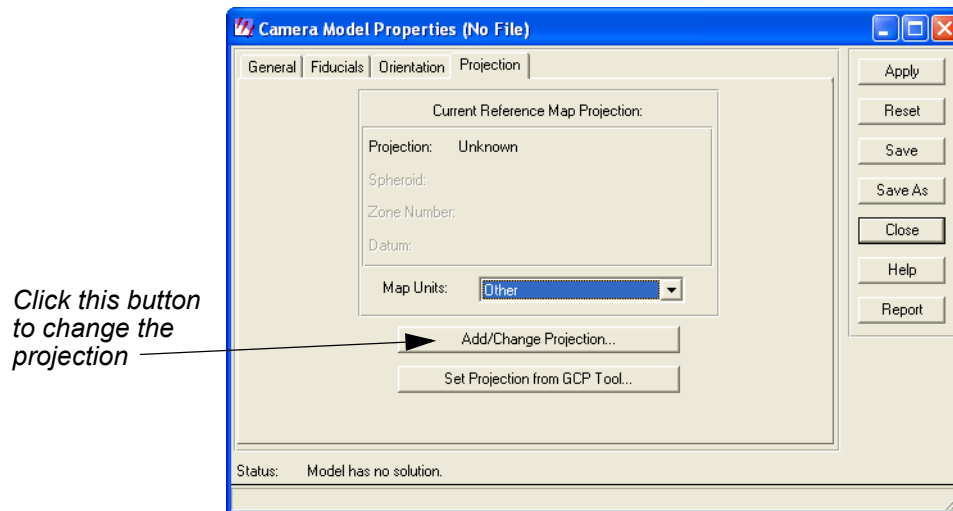 Camera Model Properties (No File)
General
Fiducials
Orientation
Projection
Current Reference Map Projection:
Projection: Unknown
Spheroid:
Zone Number:
Datum:
Map Units: Other
Add/Change Projection...
Set Projection from GCP Tool...
Status: Model has no solution.
Apply
Reset
Save
Save As
Close
Help
Report
Click this button
to change the
projection